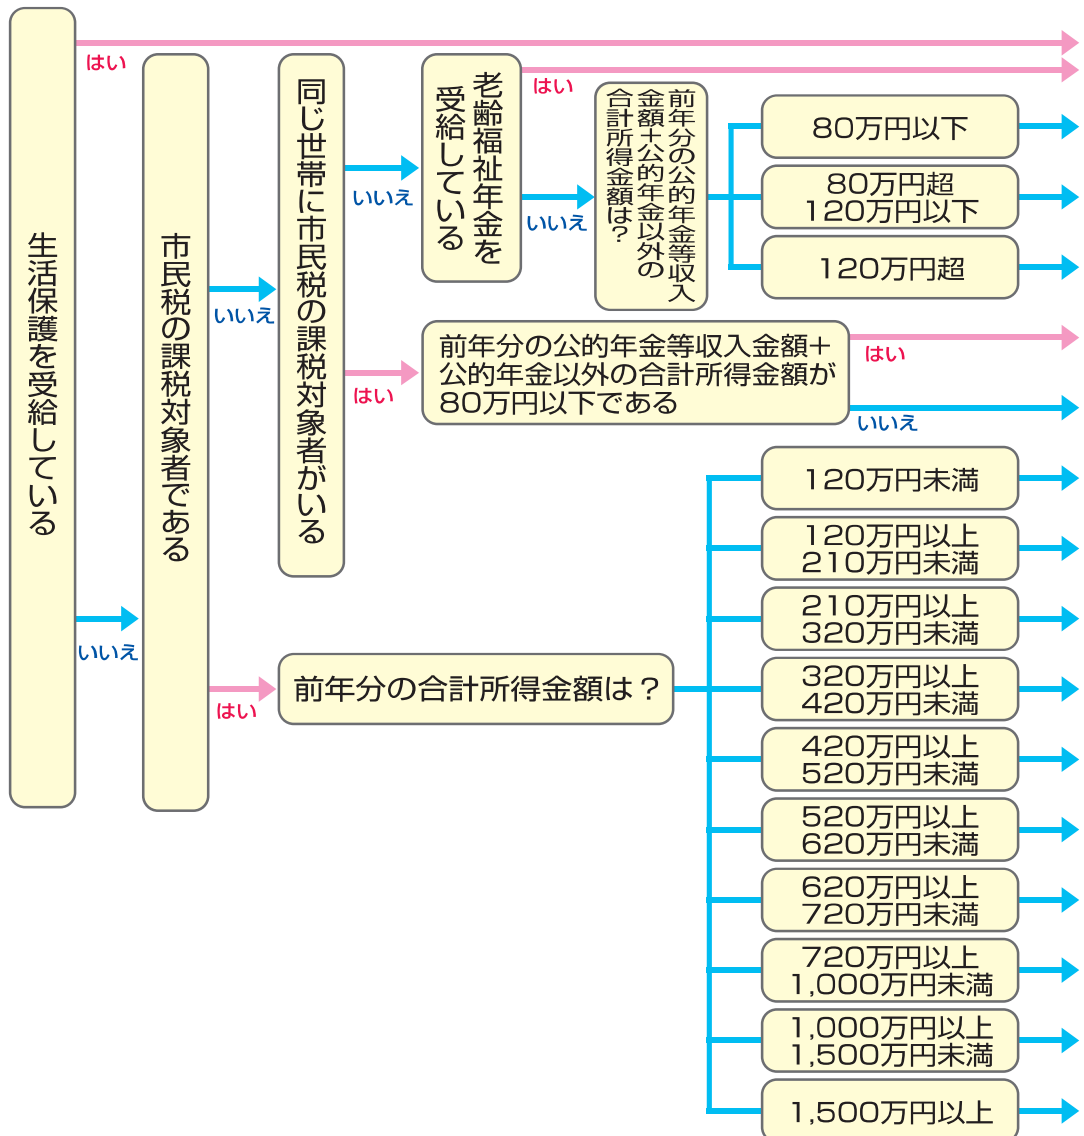 生活保護を受給している
はい
いいえ
市民税の課税対象者である
いいえ
はい
同じ世帯に市民税の課税対象者がいる
いいえ
はい
老齢福祉年金を
受給している
はい
いいえ
前年分の公的年金等収入
金額＋公的年金以外の
合計所得金額は？
80万円以下
80万円超
120万円以下
120万円超
前年分の公的年金等収入金額＋
公的年金以外の合計所得金額が
80万円以下である
はい
いいえ
前年分の合計所得金額は？
120万円未満
120万円以上
210万円未満
210万円以上
320万円未満
320万円以上
420万円未満
420万円以上
520万円未満
520万円以上
620万円未満
620万円以上
720万円未満
720万円以上
1,000万円未満
1,000万円以上
1,500万円未満
1,500万円以上